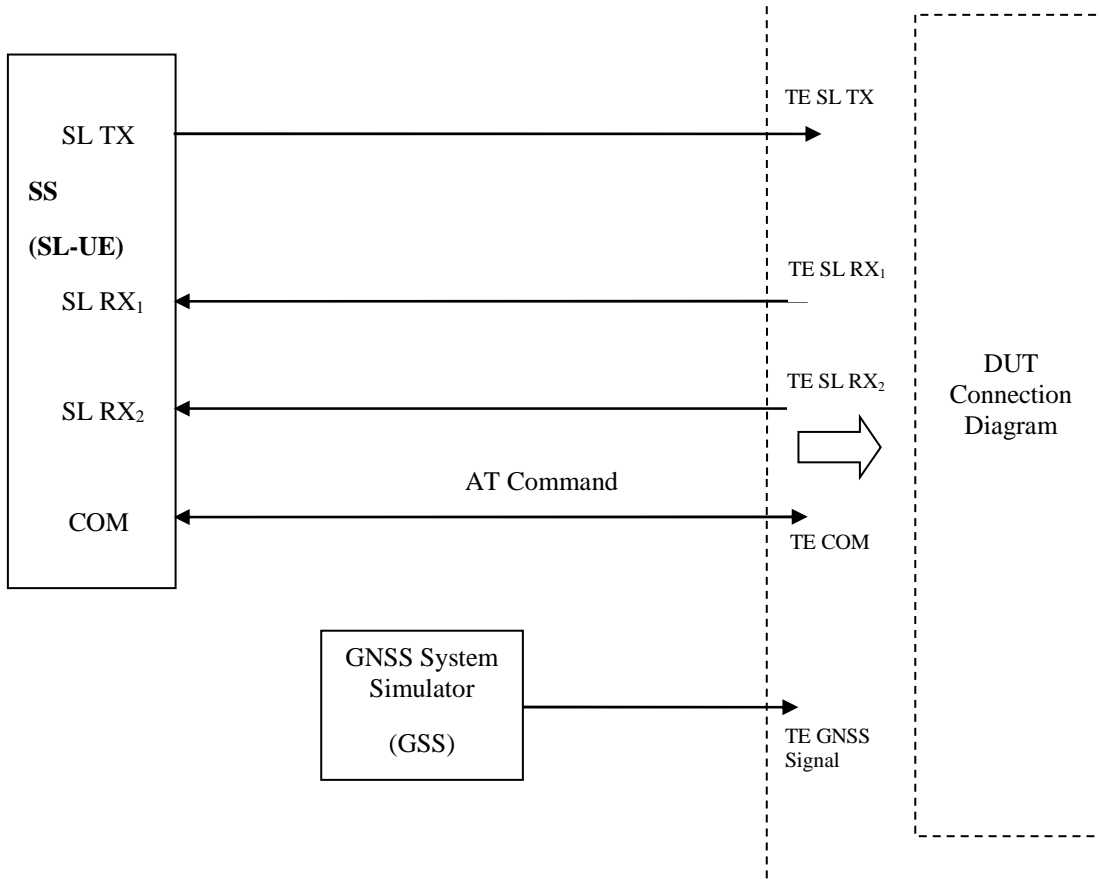 TE SL TX
SL TX
SS
(SL-UE)
TE SL RX₁
SL RX₁
TE SL RX₂
SL RX₂
DUT
Connection
Diagram
AT Command
COM
TE COM
GNSS System
Simulator
(GSS)
TE GNSS
Signal